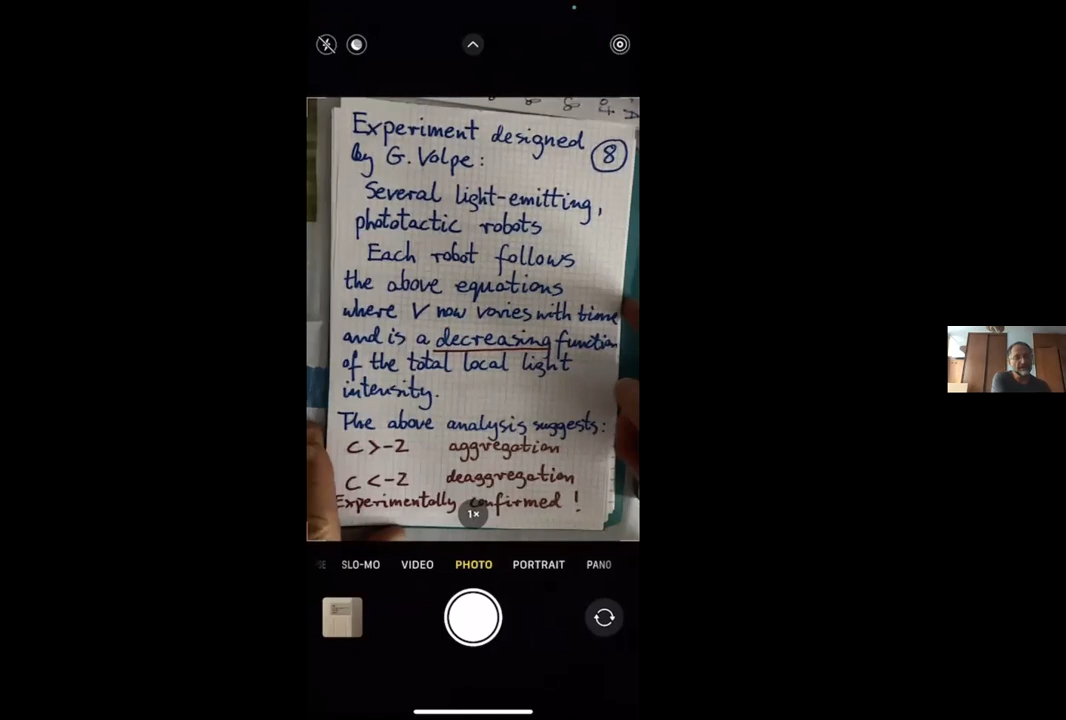 Experiment designed
by G. Volpe:
8
Several light-emitting,
phototactic robots
Each robot follows
the above equations
where V now varies with time
and is a decreasing function
of the total local light
intensity.
The above analysis suggests:
C > -2 aggregation
C < -2 deaggregation
Experimentally confirmed!
1×
SLO-MO VIDEO PHOTO PORTRAIT PANO